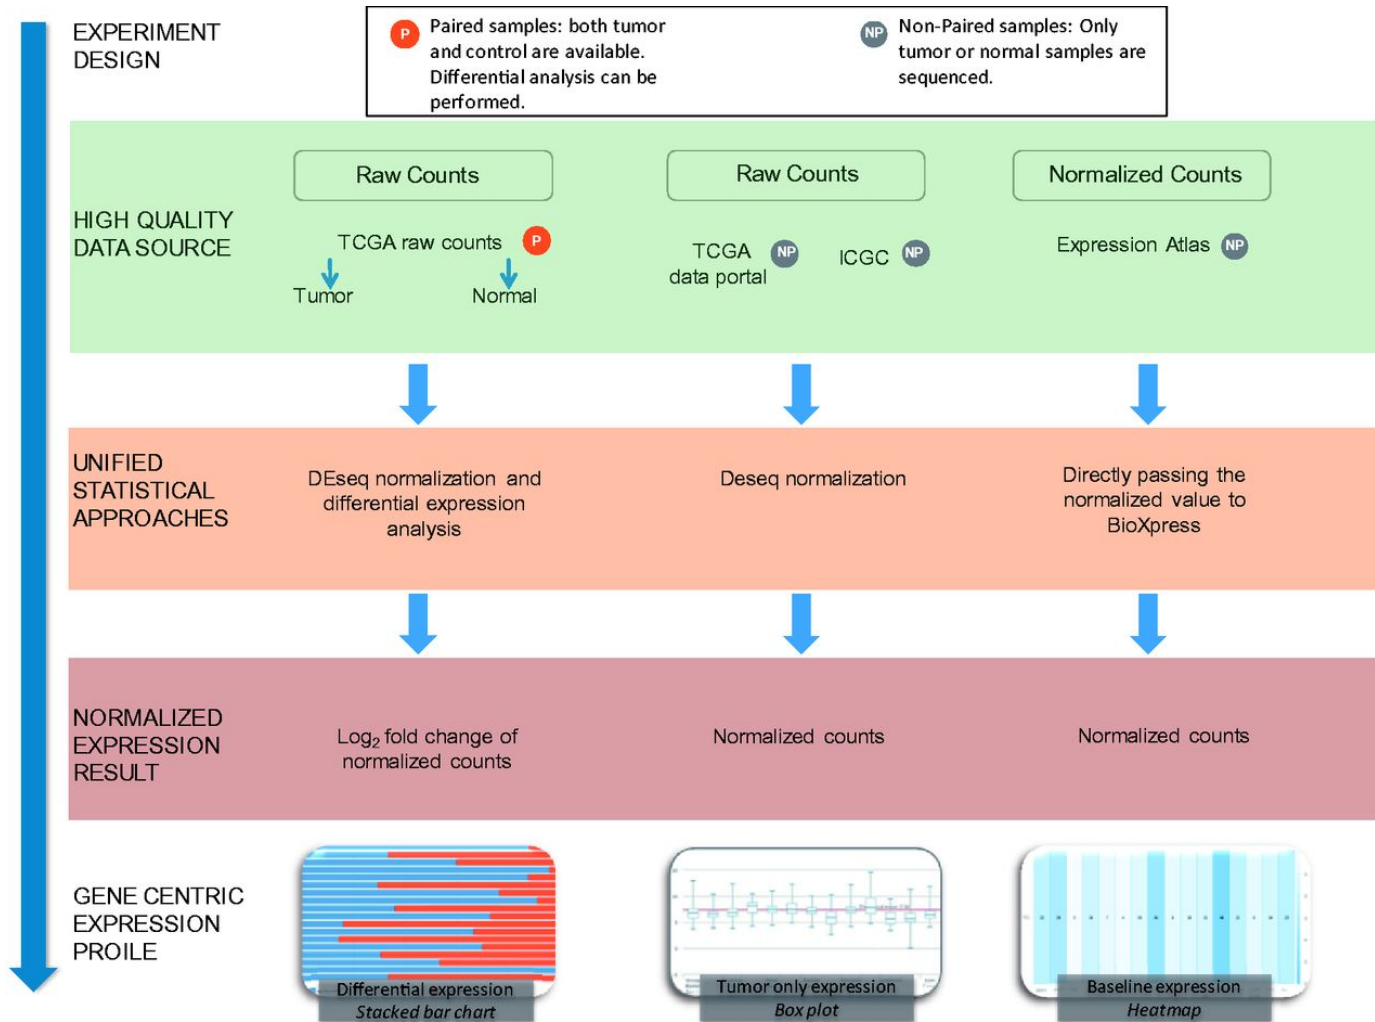 EXPERIMENT
DESIGN
P
Paired samples: both tumor
and control are available.
Differential analysis can be
performed.
NP
Non-Paired samples: Only
tumor or normal samples are
sequenced.
HIGH QUALITY
DATA SOURCE
Raw Counts
TCGA raw counts
P
Tumor
Normal
Raw Counts
TCGA
data portal
NP
ICGC
NP
Normalized Counts
Expression Atlas
NP
UNIFIED
STATISTICAL
APPROACHES
DEseq normalization and
differential expression
analysis
Deseq normalization
Directly passing the
normalized value to
BioXpress
NORMALIZED
EXPRESSION
RESULT
Log₂ fold change of
normalized counts
Normalized counts
Normalized counts
GENE CENTRIC
EXPRESSION
PROILE
Differential expression
Stacked bar chart
Tumor only expression
Box plot
Baseline expression
Heatmap